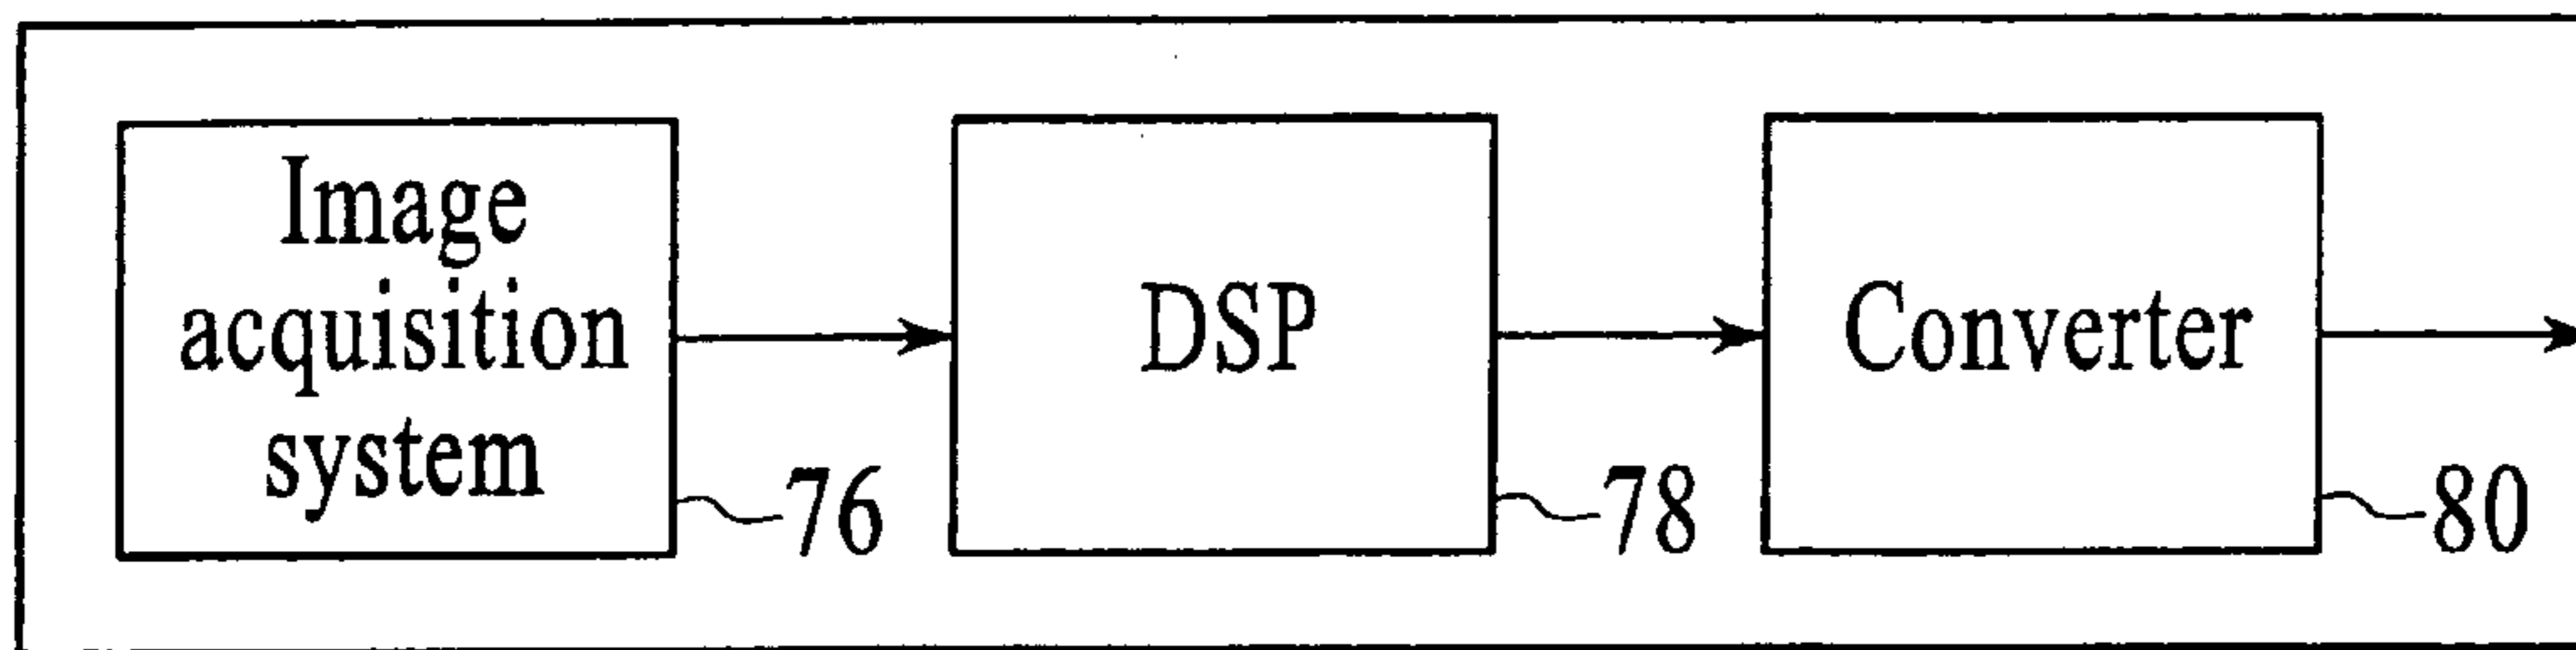 Image
acquisition
system
76
DSP
78
Converter
80